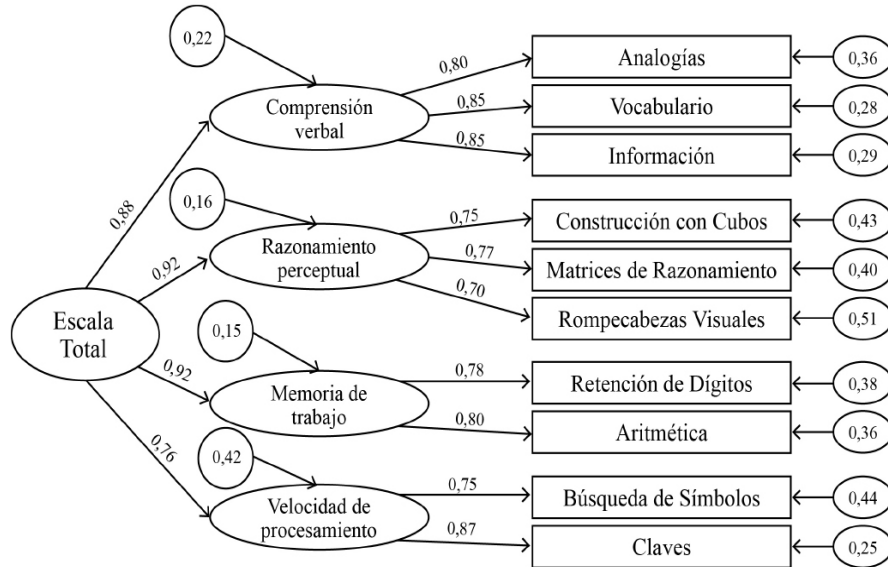 0,22
0,80
Analogías
0,36
Comprensión
verbal
0,85
Vocabulario
0,28
0,85
Información
0,29
0,88
0,16
0,75
Construcción con Cubos
0,43
0,92
Razonamiento
perceptual
0,77
Matrices de Razonamiento
0,40
0,70
Rompecabezas Visuales
0,51
Escala
Total
0,15
0,92
0,78
Retención de Dígitos
0,38
Memoria de
trabajo
0,80
Aritmética
0,36
0,76
0,42
0,75
Búsqueda de Símbolos
0,44
Velocidad de
procesamiento
0,87
Claves
0,25